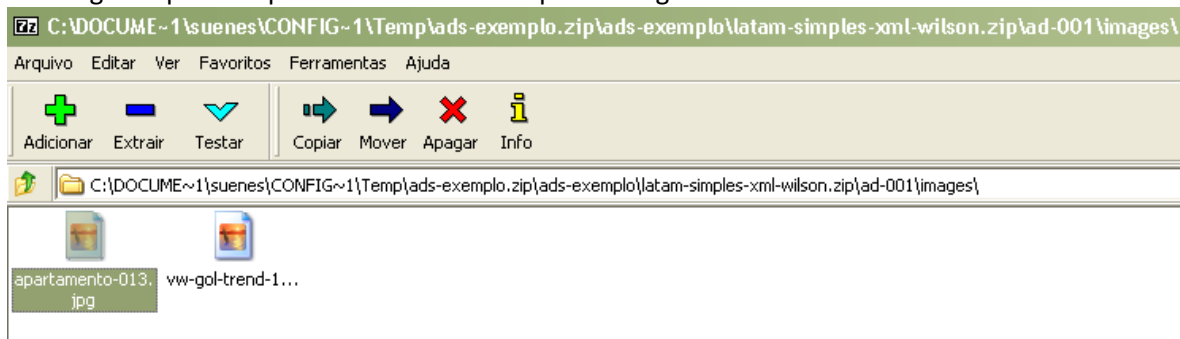 C:\DOCUME~1\suenes\CONFIG~1\Temp\ads-exemplo.zip\ads-exemplo\latam-simples-xml-wilson.zip\ad-001\images\
Arquivo Editar Ver Favoritos Ferramentas Ajuda
Adicionar Extrair Testar Copiar Mover Apagar Info
C:\DOCUME~1\suenes\CONFIG~1\Temp\ads-exemplo.zip\ads-exemplo\latam-simples-xml-wilson.zip\ad-001\images\
apartamento-013. vw-gol-trend-1...
jpg